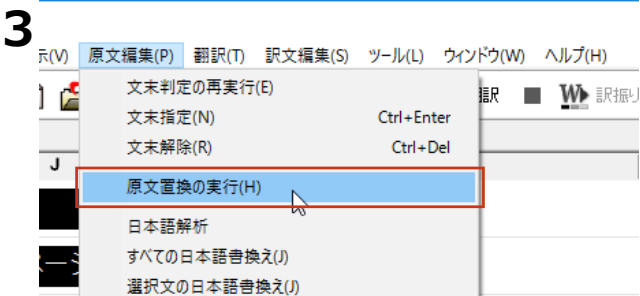 3
示(V) 原文編集(P) 翻訳(T) 訳文編集(S) ツール(L) ウィンドウ(W) ヘルプ(H)
文末判定の再実行(E)
訳 W 訳振り
文末指定(N) Ctrl+Enter
文末解除(R) Ctrl+Del
J
原文置換の実行(H)
日本語解析
すべての日本語書換え(J)
選択文の日本語書換え(J)